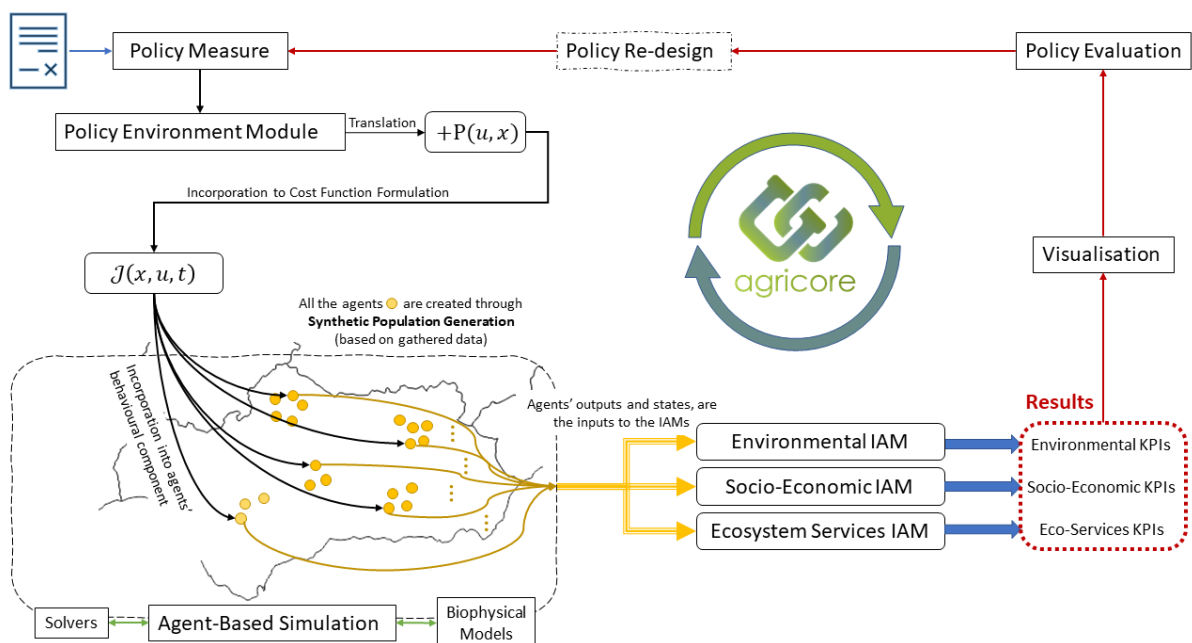 Policy Measure
Policy Re-design
Policy Evaluation
Policy Environment Module
Translation
+P(u, x)
Incorporation to Cost Function Formulation
𝒥(x, u, t)
agricore
Visualisation
All the agents are created through
Synthetic Population Generation
(based on gathered data)
Incorporation into agents'
behavioural component
Agents' outputs and states, are
the inputs to the IAMs
Results
Environmental IAM
Environmental KPIs
Socio-Economic IAM
Socio-Economic KPIs
Ecosystem Services IAM
Eco-Services KPIs
Solvers
Agent-Based Simulation
Biophysical
Models